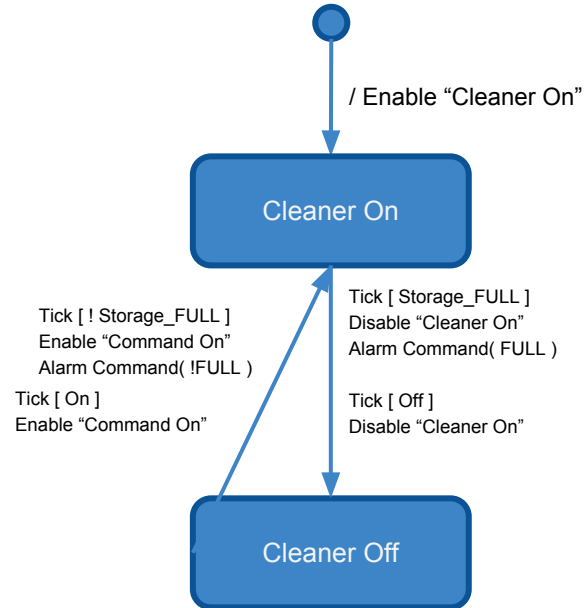 / Enable “Cleaner On”
Cleaner On
Tick [ ! Storage_FULL ]
Enable “Command On”
Alarm Command( !FULL )
Tick [ On ]
Enable “Command On”
Tick [ Storage_FULL ]
Disable “Cleaner On”
Alarm Command( FULL )
Tick [ Off ]
Disable “Cleaner On”
Cleaner Off